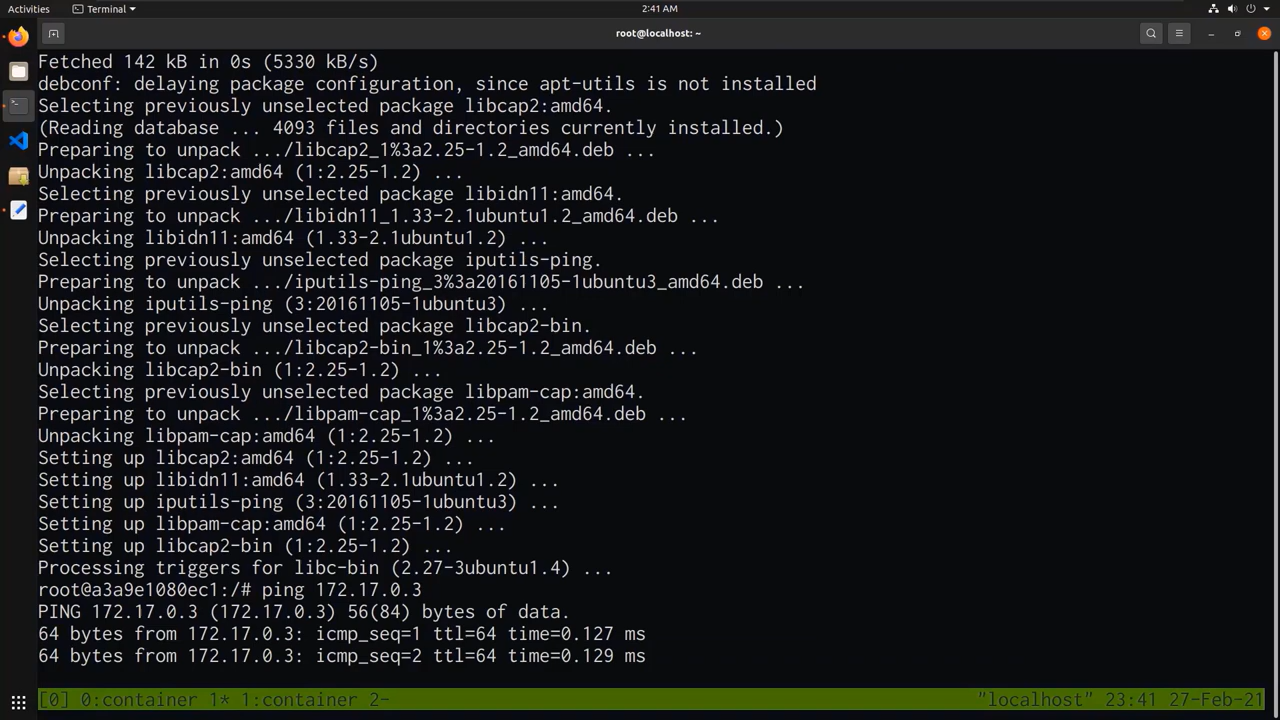 Activities Terminal 2:41 AM
root@localhost: ~
Fetched 142 kB in 0s (5330 kB/s)
debconf: delaying package configuration, since apt-utils is not installed
Selecting previously unselected package libcap2:amd64.
(Reading database ... 4093 files and directories currently installed.)
Preparing to unpack .../libcap2_1%3a2.25-1.2_amd64.deb ...
Unpacking libcap2:amd64 (1:2.25-1.2) ...
Selecting previously unselected package libidn11:amd64.
Preparing to unpack .../libidn11_1.33-2.1ubuntu1.2_amd64.deb ...
Unpacking libidn11:amd64 (1.33-2.1ubuntu1.2) ...
Selecting previously unselected package iputils-ping.
Preparing to unpack .../iputils-ping_3%3a20161105-1ubuntu3_amd64.deb ...
Unpacking iputils-ping (3:20161105-1ubuntu3) ...
Selecting previously unselected package libcap2-bin.
Preparing to unpack .../libcap2-bin_1%3a2.25-1.2_amd64.deb ...
Unpacking libcap2-bin (1:2.25-1.2) ...
Selecting previously unselected package libpam-cap:amd64.
Preparing to unpack .../libpam-cap_1%3a2.25-1.2_amd64.deb ...
Unpacking libpam-cap:amd64 (1:2.25-1.2) ...
Setting up libcap2:amd64 (1:2.25-1.2) ...
Setting up libidn11:amd64 (1.33-2.1ubuntu1.2) ...
Setting up iputils-ping (3:20161105-1ubuntu3) ...
Setting up libpam-cap:amd64 (1:2.25-1.2) ...
Setting up libcap2-bin (1:2.25-1.2) ...
Processing triggers for libc-bin (2.27-3ubuntu1.4) ...
root@a3a9e1080ec1:/# ping 172.17.0.3
PING 172.17.0.3 (172.17.0.3) 56(84) bytes of data.
64 bytes from 172.17.0.3: icmp_seq=1 ttl=64 time=0.127 ms
64 bytes from 172.17.0.3: icmp_seq=2 ttl=64 time=0.129 ms
[0] 0:container 1* 1:container 2- "localhost" 23:41 27-Feb-21